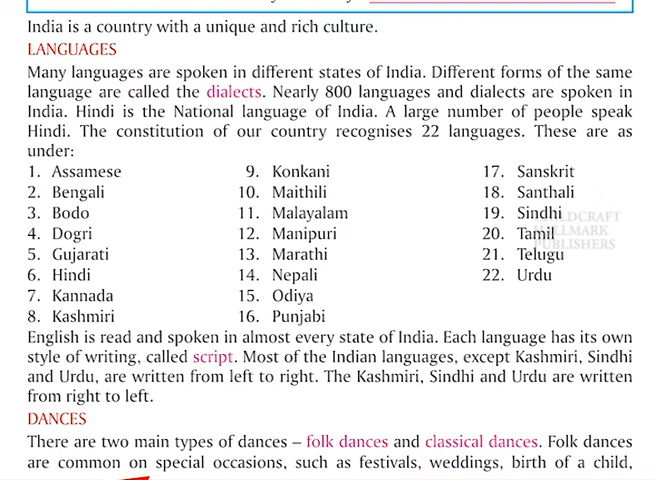 India is a country with a unique and rich culture.
LANGUAGES
Many languages are spoken in different states of India. Different forms of the same
language are called the dialects. Nearly 800 languages and dialects are spoken in
India. Hindi is the National language of India. A large number of people speak
Hindi. The constitution of our country recognises 22 languages. These are as
under:
1. Assamese 9. Konkani 17. Sanskrit
2. Bengali 10. Maithili 18. Santhali
3. Bodo 11. Malayalam 19. Sindhi
4. Dogri 12. Manipuri 20. Tamil
5. Gujarati 13. Marathi 21. Telugu
6. Hindi 14. Nepali 22. Urdu
7. Kannada 15. Odiya
8. Kashmiri 16. Punjabi
English is read and spoken in almost every state of India. Each language has its own
style of writing, called script. Most of the Indian languages, except Kashmiri, Sindhi
and Urdu, are written from left to right. The Kashmiri, Sindhi and Urdu are written
from right to left.
DANCES
There are two main types of dances – folk dances and classical dances. Folk dances
are common on special occasions, such as festivals, weddings, birth of a child,
PUBLISHERS